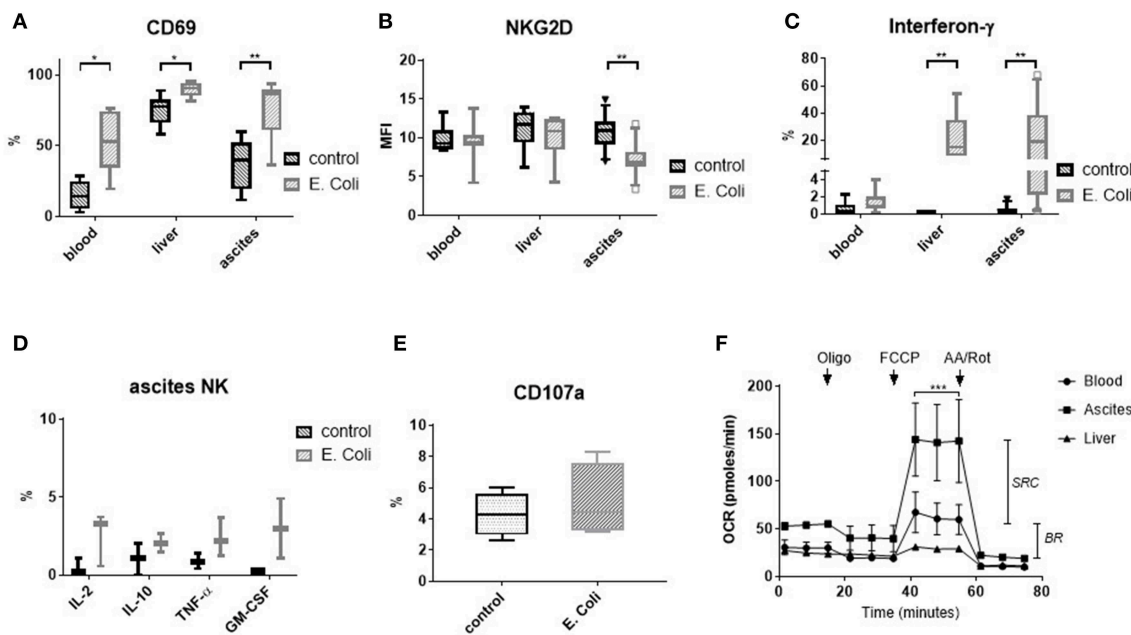 A
CD69
%
100
50
0
*
*
**
control
E. Coli
blood
liver
ascites
B
NKG2D
MFI
20
15
10
5
0
**
control
E. Coli
blood
liver
ascites
C
Interferon-γ
%
80
60
40
20
4
2
0
**
**
control
E. Coli
blood
liver
ascites
D
ascites NK
%
10
5
0
control
E. Coli
IL-2
IL-10
TNF-α
GM-CSF
E
CD107a
%
10
8
6
4
2
0
control
E. Coli
F
Oligo
FCCP
AA/Rot
***
OCR (pmoles/min)
200
150
100
50
0
0
20
40
60
80
Time (minutes)
Blood
Ascites
Liver
SRC
BR